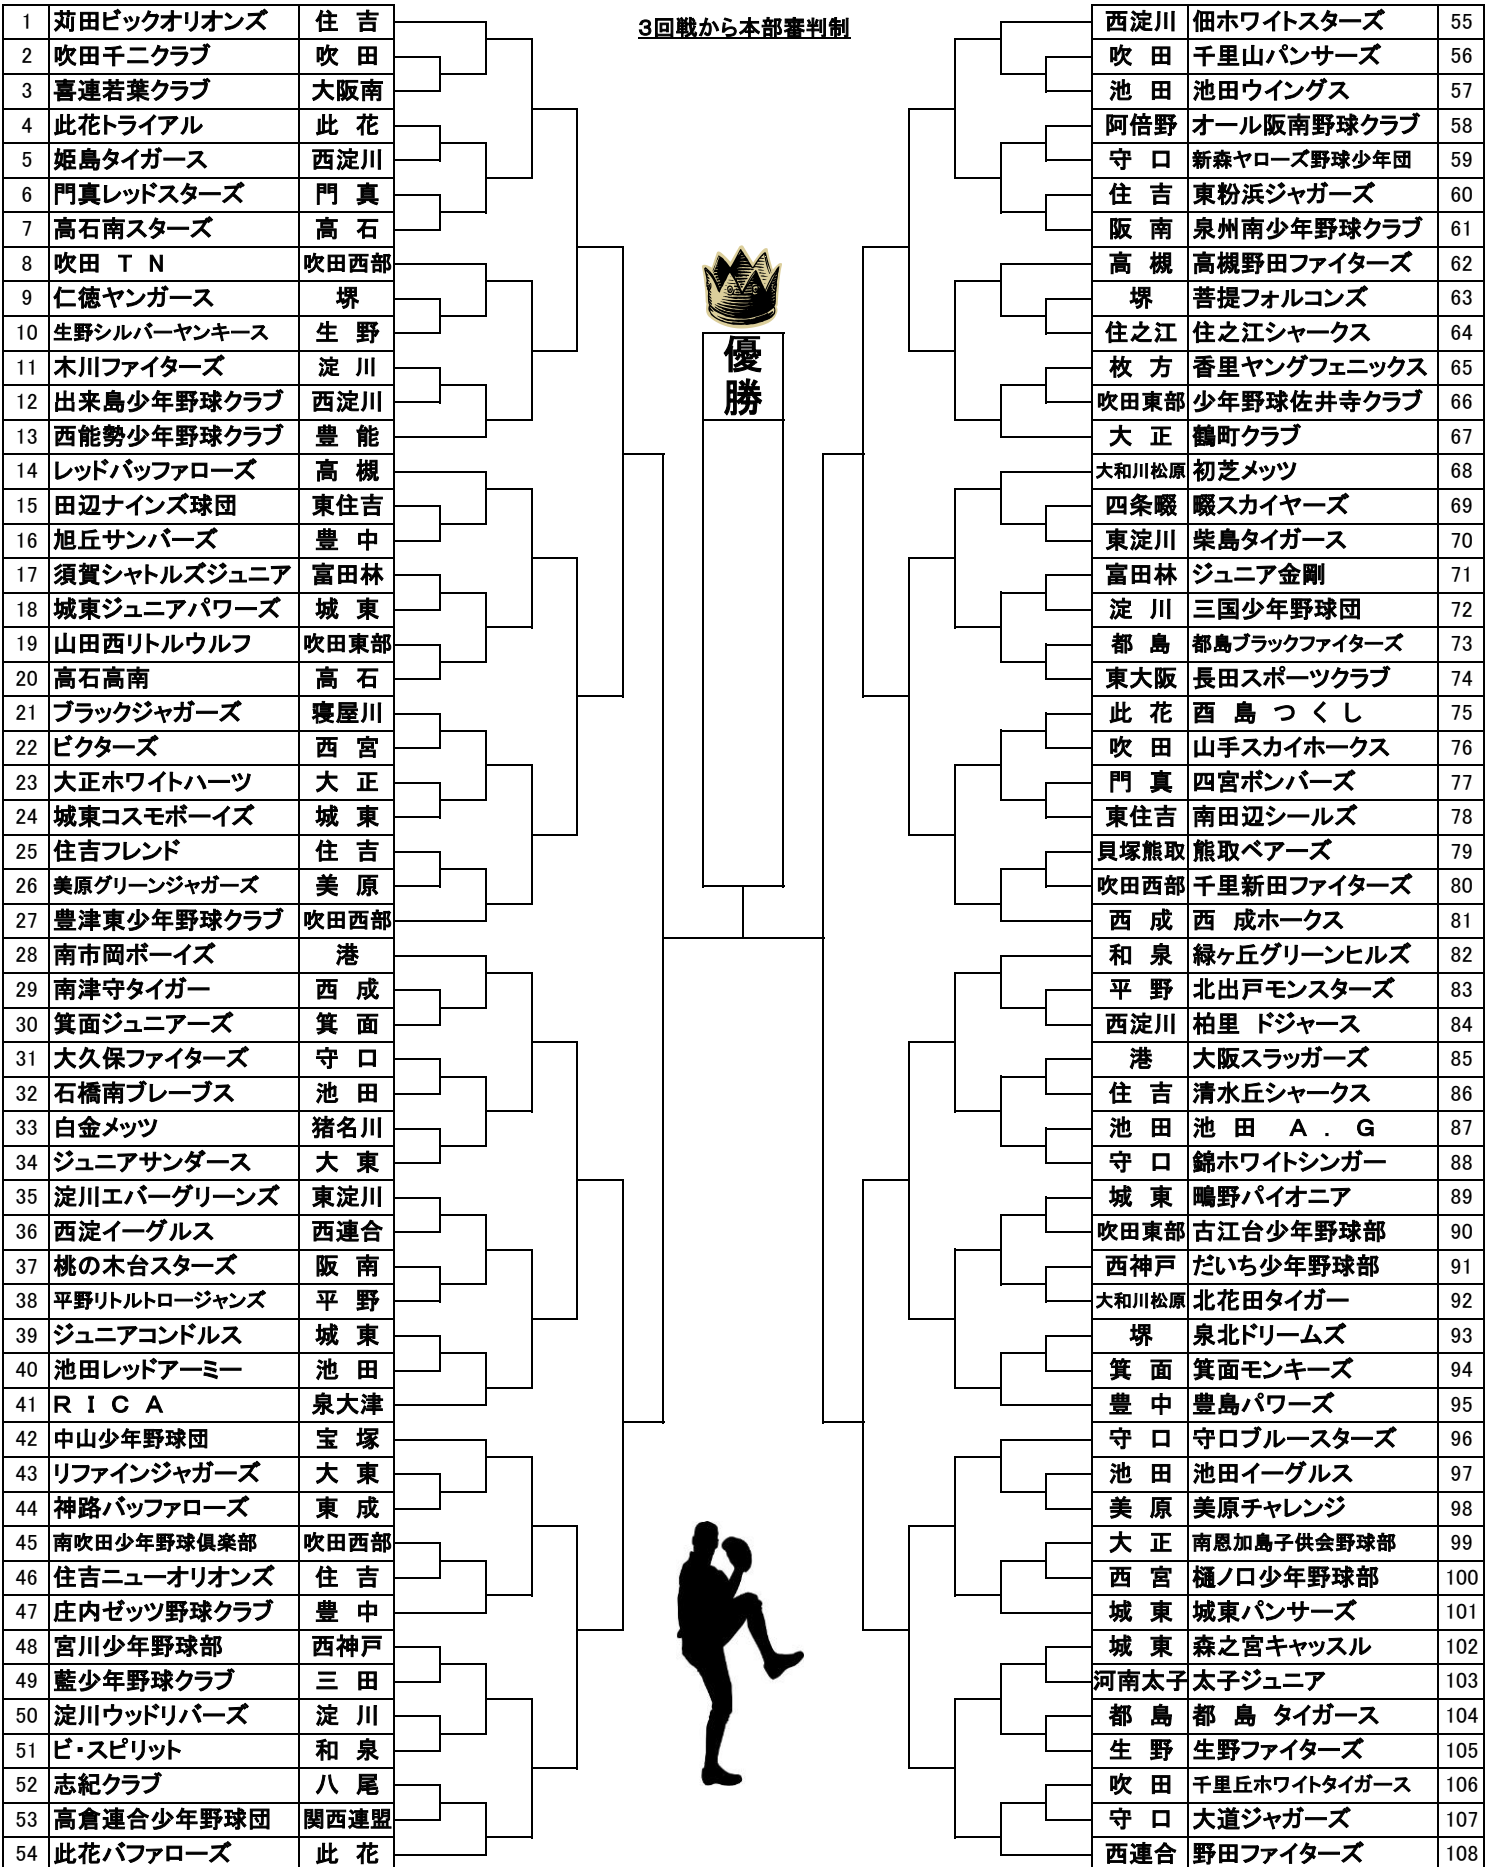 3回戦から本部審判制
優勝
1 苅田ビックオリオンズ 住 吉
2 吹田千二クラブ 吹 田
3 喜連若葉クラブ 大阪南
4 此花トライアル 此 花
5 姫島タイガース 西淀川
6 門真レッドスターズ 門 真
7 高石南スターズ 高 石
8 吹田 T N 吹田西部
9 仁徳ヤンガース 堺
10 生野シルバーヤンキース 生 野
11 木川ファイターズ 淀 川
12 出来島少年野球クラブ 西淀川
13 西能勢少年野球クラブ 豊 能
14 レッドバッファローズ 高 槻
15 田辺ナインズ球団 東住吉
16 旭丘サンバーズ 豊 中
17 須賀シャトルズジュニア 富田林
18 城東ジュニアパワーズ 城 東
19 山田西リトルウルフ 吹田東部
20 高石高南 高 石
21 ブラックジャガーズ 寝屋川
22 ビクターズ 西 宮
23 大正ホワイトハーツ 大 正
24 城東コスモボーイズ 城 東
25 住吉フレンド 住 吉
26 美原グリーンジャガーズ 美 原
27 豊津東少年野球クラブ 吹田西部
28 南市岡ボーイズ 港
29 南津守タイガー 西 成
30 箕面ジュニアーズ 箕 面
31 大久保ファイターズ 守 口
32 石橋南ブレーブス 池 田
33 白金メッツ 猪名川
34 ジュニアサンダース 大 東
35 淀川エバーグリーンズ 東淀川
36 西淀イーグルス 西連合
37 桃の木台スターズ 阪 南
38 平野リトルトロージャンズ 平 野
39 ジュニアコンドルス 城 東
40 池田レッドアーミー 池 田
41 R I C A 泉大津
42 中山少年野球団 宝 塚
43 リファインジャガーズ 大 東
44 神路バッファローズ 東 成
45 南吹田少年野球倶楽部 吹田西部
46 住吉ニューオリオンズ 住 吉
47 庄内ゼッツ野球クラブ 豊 中
48 宮川少年野球部 西神戸
49 藍少年野球クラブ 三 田
50 淀川ウッドリバーズ 淀 川
51 ビ・スピリット 和 泉
52 志紀クラブ 八 尾
53 高倉連合少年野球団 関西連盟
54 此花バファローズ 此 花
西淀川 佃ホワイトスターズ 55
吹 田 千里山パンサーズ 56
池 田 池田ウイングス 57
阿倍野 オール阪南野球クラブ 58
守 口 新森ヤローズ野球少年団 59
住 吉 東粉浜ジャガーズ 60
阪 南 泉州南少年野球クラブ 61
高 槻 高槻野田ファイターズ 62
堺 菩提フォルコンズ 63
住之江 住之江シャークス 64
枚 方 香里ヤングフェニックス 65
吹田東部 少年野球佐井寺クラブ 66
大 正 鶴町クラブ 67
大和川松原 初芝メッツ 68
四条畷 畷スカイヤーズ 69
東淀川 柴島タイガース 70
富田林 ジュニア金剛 71
淀 川 三国少年野球団 72
都 島 都島ブラックファイターズ 73
東大阪 長田スポーツクラブ 74
此 花 酉 島 つ く し 75
吹 田 山手スカイホークス 76
門 真 四宮ボンバーズ 77
東住吉 南田辺シールズ 78
貝塚熊取 熊取ベアーズ 79
吹田西部 千里新田ファイターズ 80
西 成 西 成ホークス 81
和 泉 緑ヶ丘グリーンヒルズ 82
平 野 北出戸モンスターズ 83
西淀川 柏里 ドジャース 84
港 大阪スラッガーズ 85
住 吉 清水丘シャークス 86
池 田 池 田 A . G 87
守 口 錦ホワイトシンガー 88
城 東 鴫野パイオニア 89
吹田東部 古江台少年野球部 90
西神戸 だいち少年野球部 91
大和川松原 北花田タイガー 92
堺 泉北ドリームズ 93
箕 面 箕面モンキーズ 94
豊 中 豊島パワーズ 95
守 口 守口ブルースターズ 96
池 田 池田イーグルス 97
美 原 美原チャレンジ 98
大 正 南恩加島子供会野球部 99
西 宮 樋ノ口少年野球部 100
城 東 城東パンサーズ 101
城 東 森之宮キャッスル 102
河南太子 太子ジュニア 103
都 島 都 島 タイガース 104
生 野 生野ファイターズ 105
吹 田 千里丘ホワイトタイガース 106
守 口 大道ジャガーズ 107
西連合 野田ファイターズ 108